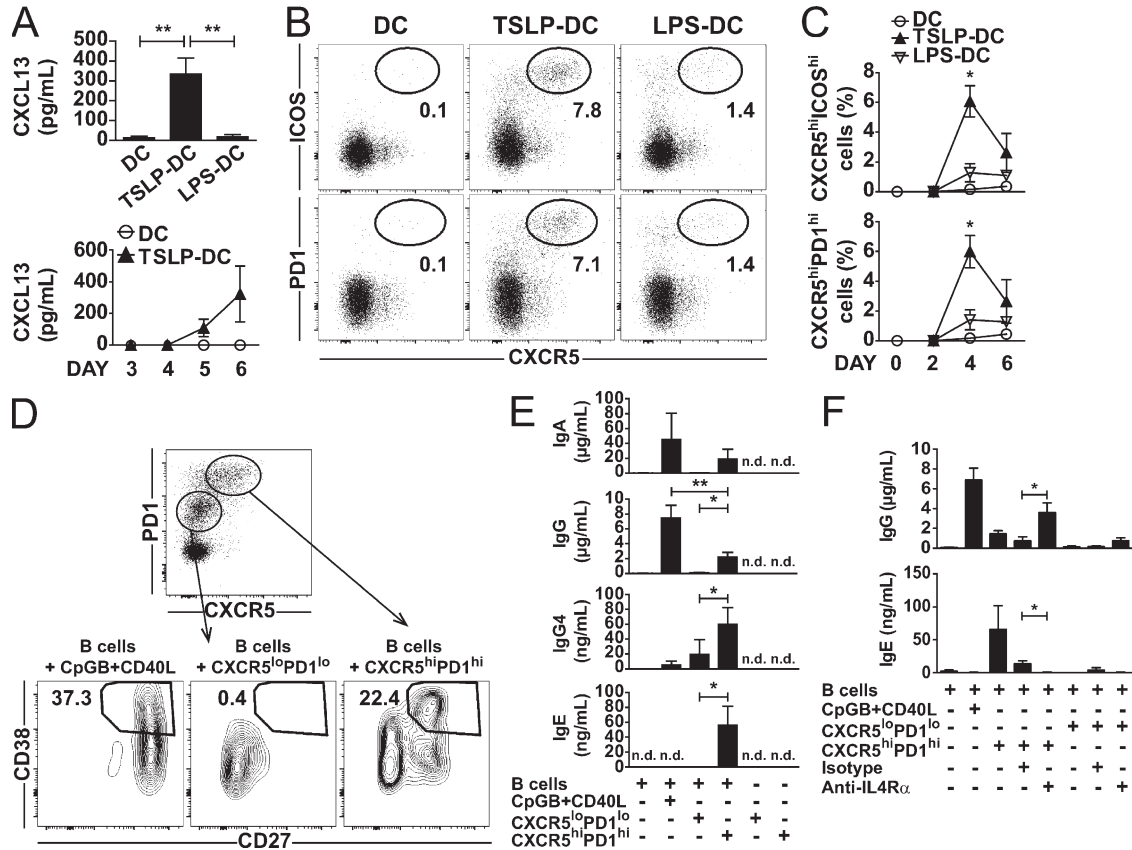 A
CXCL13
(pg/mL)
500
400
300
200
100
0
** **
DC
TSLP-DC
LPS-DC
CXCL13
(pg/mL)
600
400
200
0
DC
TSLP-DC
DAY 3 4 5 6
B
DC TSLP-DC LPS-DC
ICOS
0.1 7.8 1.4
PD1
0.1 7.1 1.4
CXCR5
C
DC
TSLP-DC
LPS-DC
CXCR5hiICOShi
cells (%)
8
6
4
2
0
*
CXCR5hiPD1hi
cells (%)
8
6
4
2
0
*
DAY 0 2 4 6
D
PD1
CXCR5
B cells
+ CpGB+CD40L
B cells
+ CXCR5loPD1lo
B cells
+ CXCR5hiPD1hi
37.3 0.4 22.4
CD38
CD27
E
IgA
(µg/mL)
100
80
60
40
20
0
n.d. n.d.
IgG
(µg/mL)
10
8
6
4
2
0
**
*
n.d. n.d.
IgG4
(ng/mL)
100
80
60
40
20
0
*
n.d. n.d.
IgE
(ng/mL)
100
80
60
40
20
0
*
n.d. n.d. n.d. n.d.
B cells + + + + - -
CpGB+CD40L - + - - - -
CXCR5loPD1lo - - + - + -
CXCR5hiPD1hi - - - + - +
F
IgG (µg/mL)
10
5
0
*
IgE (ng/mL)
150
100
50
0
*
B cells + + + + + + + +
CpGB+CD40L - + - - - - - -
CXCR5loPD1lo - - - - - + + +
CXCR5hiPD1hi - - + + + - - -
Isotype - - - + - - + -
Anti-IL4Rα - - - - + - - +